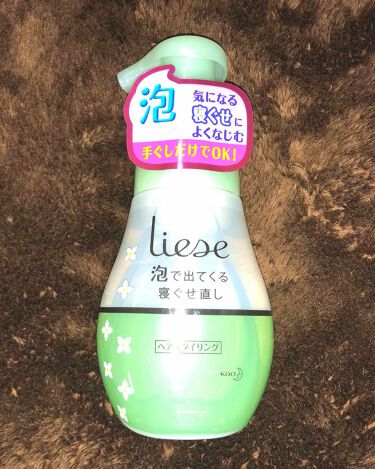 泡
気になる
寝ぐせに
よくなじむ
手ぐしだけでOK!
liese
泡で出てくる
寝ぐせ直し
ヘアスタイリング
KAO